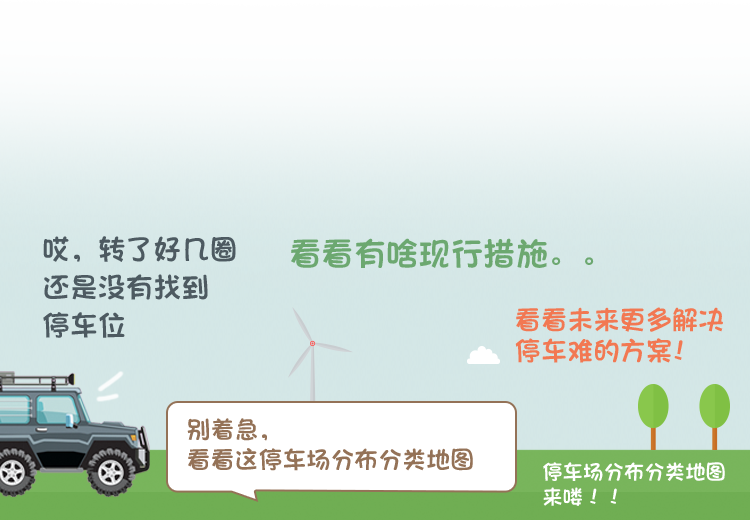 哎，转了好几圈
还是没有找到
停车位
看看有啥现行措施。。
看看未来更多解决
停车难的方案！
别着急，
看看这停车场分布分类地图
停车场分布分类地图
来喽！！